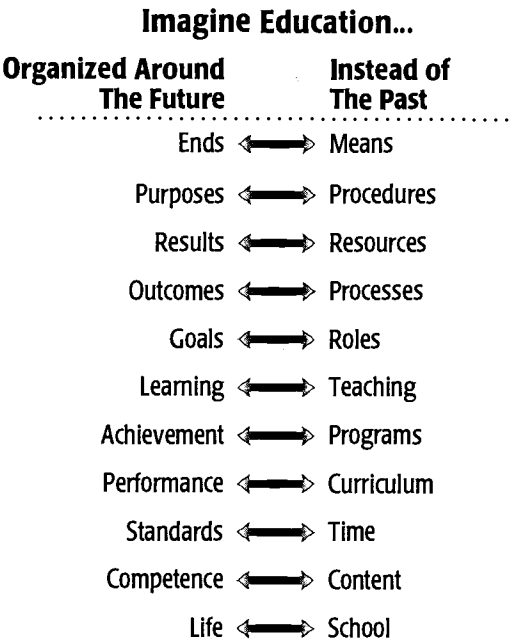 Imagine Education...
Organized Around Instead of
The Future The Past
Ends Means
Purposes Procedures
Results Resources
Outcomes Processes
Goals Roles
Learning Teaching
Achievement Programs
Performance Curriculum
Standards Time
Competence Content
Life School